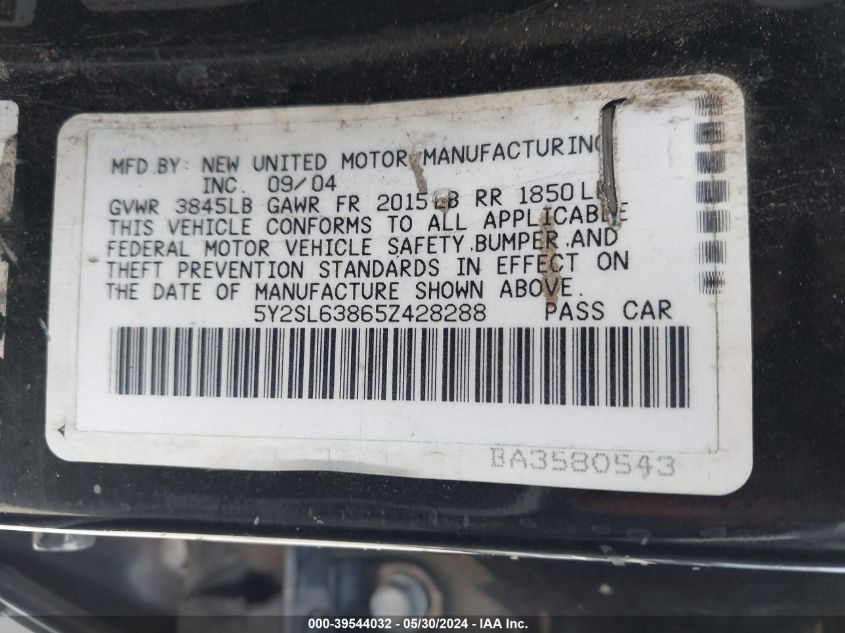 MFD.BY: NEW UNITED MOTOR MANUFACTURING
INC. 09/04
GVWR 3845LB GAWR FR 2015LB RR 1850LB
THIS VEHICLE CONFORMS TO ALL APPLICABLE
FEDERAL MOTOR VEHICLE SAFETY.BUMPER.AND
THEFT PREVENTION STANDARDS IN EFFECT ON
THE DATE OF MANUFACTURE SHOWN ABOVE.
5Y2SL63865Z428288 PASS CAR
BA3580543
000-39544032 - 05/30/2024 - IAA Inc.